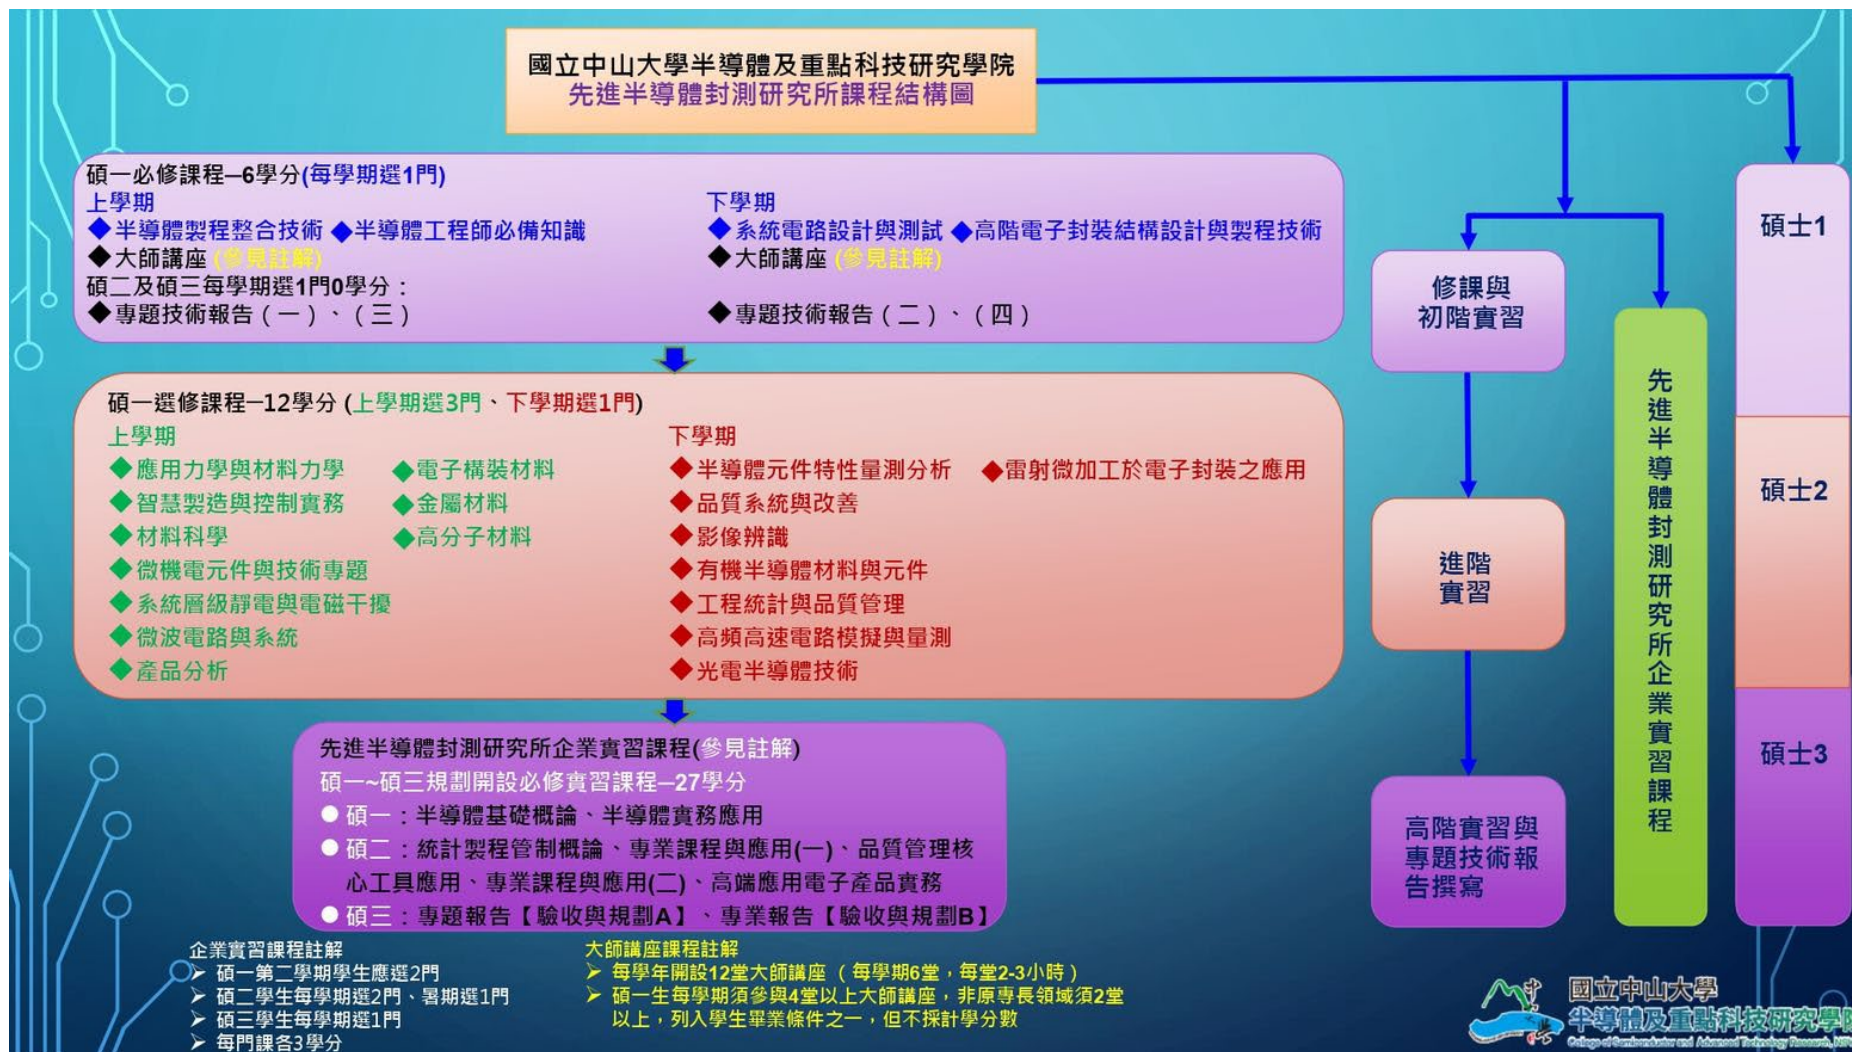 國立中山大學半導體及重點科技研究學院
先進半導體封測研究所課程結構圖
碩一必修課程─6學分(每學期選1門)
上學期
◆半導體製程整合技術 ◆半導體工程師必備知識
◆大師講座 (參見註解)
碩二及碩三每學期選1門0學分：
◆專題技術報告（一）、（三）
下學期
◆系統電路設計與測試 ◆高階電子封裝結構設計與製程技術
◆大師講座 (參見註解)
◆專題技術報告（二）、（四）
碩一選修課程─12學分 (上學期選3門、下學期選1門)
上學期
◆應用力學與材料力學 ◆電子構裝材料
◆智慧製造與控制實務 ◆金屬材料
◆材料科學 ◆高分子材料
◆微機電元件與技術專題
◆系統層級靜電與電磁干擾
◆微波電路與系統
◆產品分析
下學期
◆半導體元件特性量測分析 ◆雷射微加工於電子封裝之應用
◆品質系統與改善
◆影像辨識
◆有機半導體材料與元件
◆工程統計與品質管理
◆高頻高速電路模擬與量測
◆光電半導體技術
先進半導體封測研究所企業實習課程(參見註解)
碩一~碩三規劃開設必修實習課程─27學分
● 碩一：半導體基礎概論、半導體實務應用
● 碩二：統計製程管制概論、專業課程與應用(一)、品質管理核
心工具應用、專業課程與應用(二)、高端應用電子產品實務
● 碩三：專題報告【驗收與規劃A】、專業報告【驗收與規劃B】
企業實習課程註解
➢ 碩一第二學期學生應選2門
➢ 碩二學生每學期選2門、暑期選1門
➢ 碩三學生每學期選1門
➢ 每門課各3學分
大師講座課程註解
➢ 每學年開設12堂大師講座（每學期6堂，每堂2-3小時）
➢ 碩一生每學期須參與4堂以上大師講座，非原專長領域須2堂
以上，列入學生畢業條件之一，但不採計學分數
修課與
初階實習
進階
實習
高階實習與
專題技術報
告撰寫
先進半導體封測研究所企業實習課程
碩士1
碩士2
碩士3
國立中山大學
半導體及重點科技研究學院
College of Semiconductor and Advanced Technology Research, NSYSU